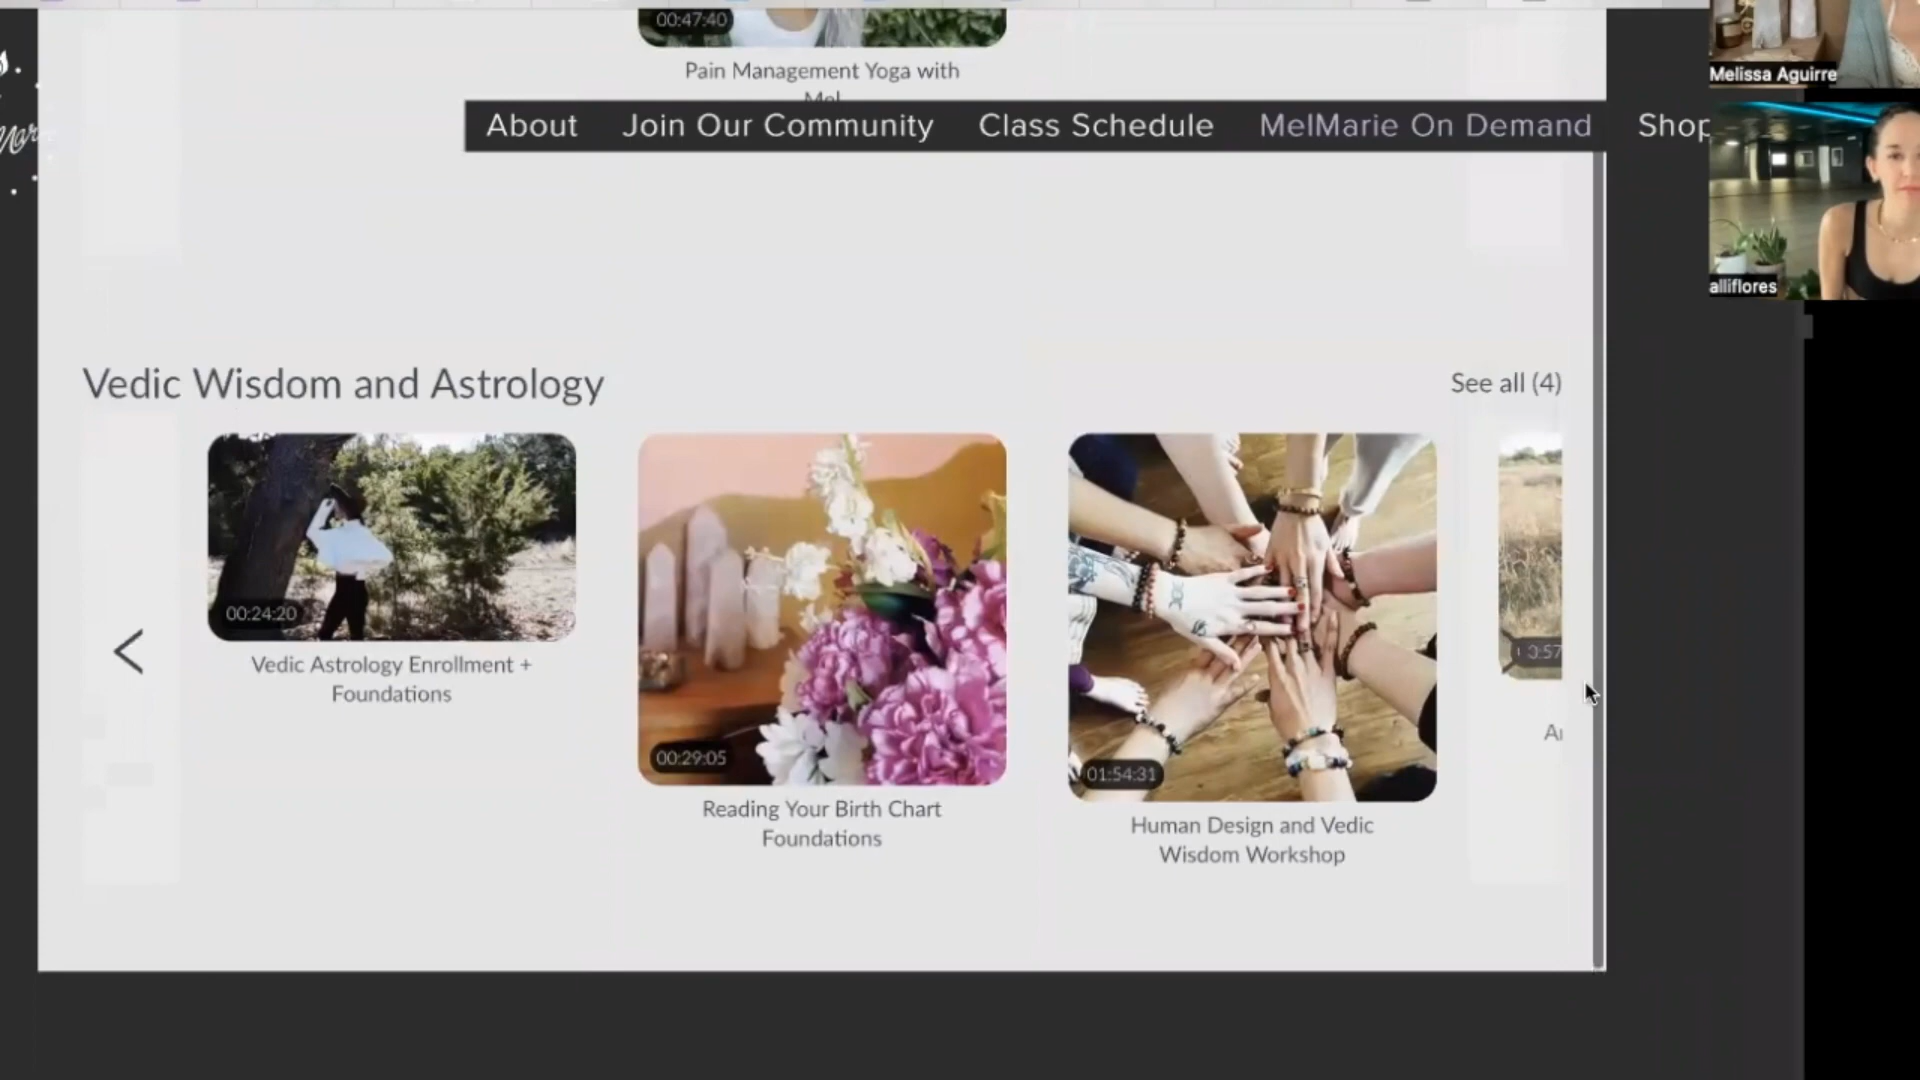 00:47:40
Pain Management Yoga with
Mel
About Join Our Community Class Schedule MelMarie On Demand Shop
Melissa Aguirre
alliflores
Vedic Wisdom and Astrology
See all (4)
00:24:20
Vedic Astrology Enrollment +
Foundations
00:29:05
Reading Your Birth Chart
Foundations
01:54:31
Human Design and Vedic
Wisdom Workshop